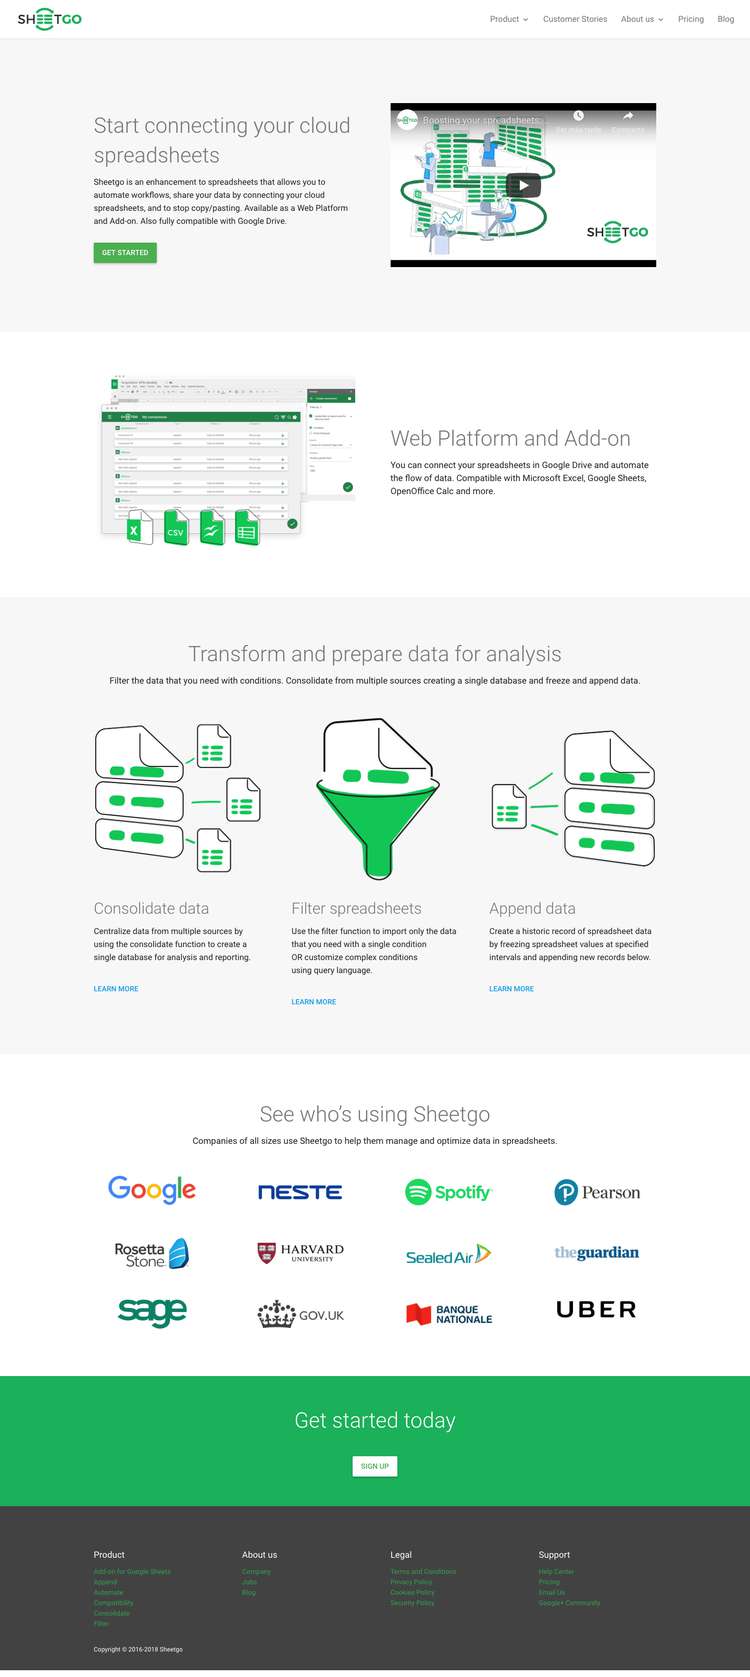 SHEETGO
Product
Customer Stories
About us
Pricing
Blog
Start connecting your cloud
spreadsheets
Sheetgo is an enhancement to spreadsheets that allows you to
automate workflows, share your data by connecting your cloud
spreadsheets, and to stop copy/pasting. Available as a Web Platform
and Add-on. Also fully compatible with Google Drive.
GET STARTED
SHEETGO
Boosting your spreadsheets
SHEETGO
X
CSV
Web Platform and Add-on
You can connect your spreadsheets in Google Drive and automate
the flow of data. Compatible with Microsoft Excel, Google Sheets,
OpenOffice Calc and more.
Transform and prepare data for analysis
Filter the data that you need with conditions. Consolidate from multiple sources creating a single database and freeze and append data.
Consolidate data
Centralize data from multiple sources by
using the consolidate function to create a
single database for analysis and reporting.
LEARN MORE
Filter spreadsheets
Use the filter function to import only the data
that you need with a single condition
OR customize complex conditions
using query language.
LEARN MORE
Append data
Create a historic record of spreadsheet data
by freezing spreadsheet values at specified
intervals and appending new records below.
LEARN MORE
See who's using Sheetgo
Companies of all sizes use Sheetgo to help them manage and optimize data in spreadsheets.
Google
NESTE
Spotify
Pearson
Rosetta
Stone
HARVARD
UNIVERSITY
Sealed Air
theguardian
sage
GOV.UK
BANQUE
NATIONALE
UBER
Get started today
SIGN UP
Product
Add-on for Google Sheets
Append
Automate
Compatibility
Consolidate
Filter
About us
Company
Jobs
Blog
Legal
Terms and Conditions
Privacy Policy
Cookies Policy
Security Policy
Support
Help Center
Pricing
Email Us
Google+ Community
Copyright © 2016-2018 Sheetgo